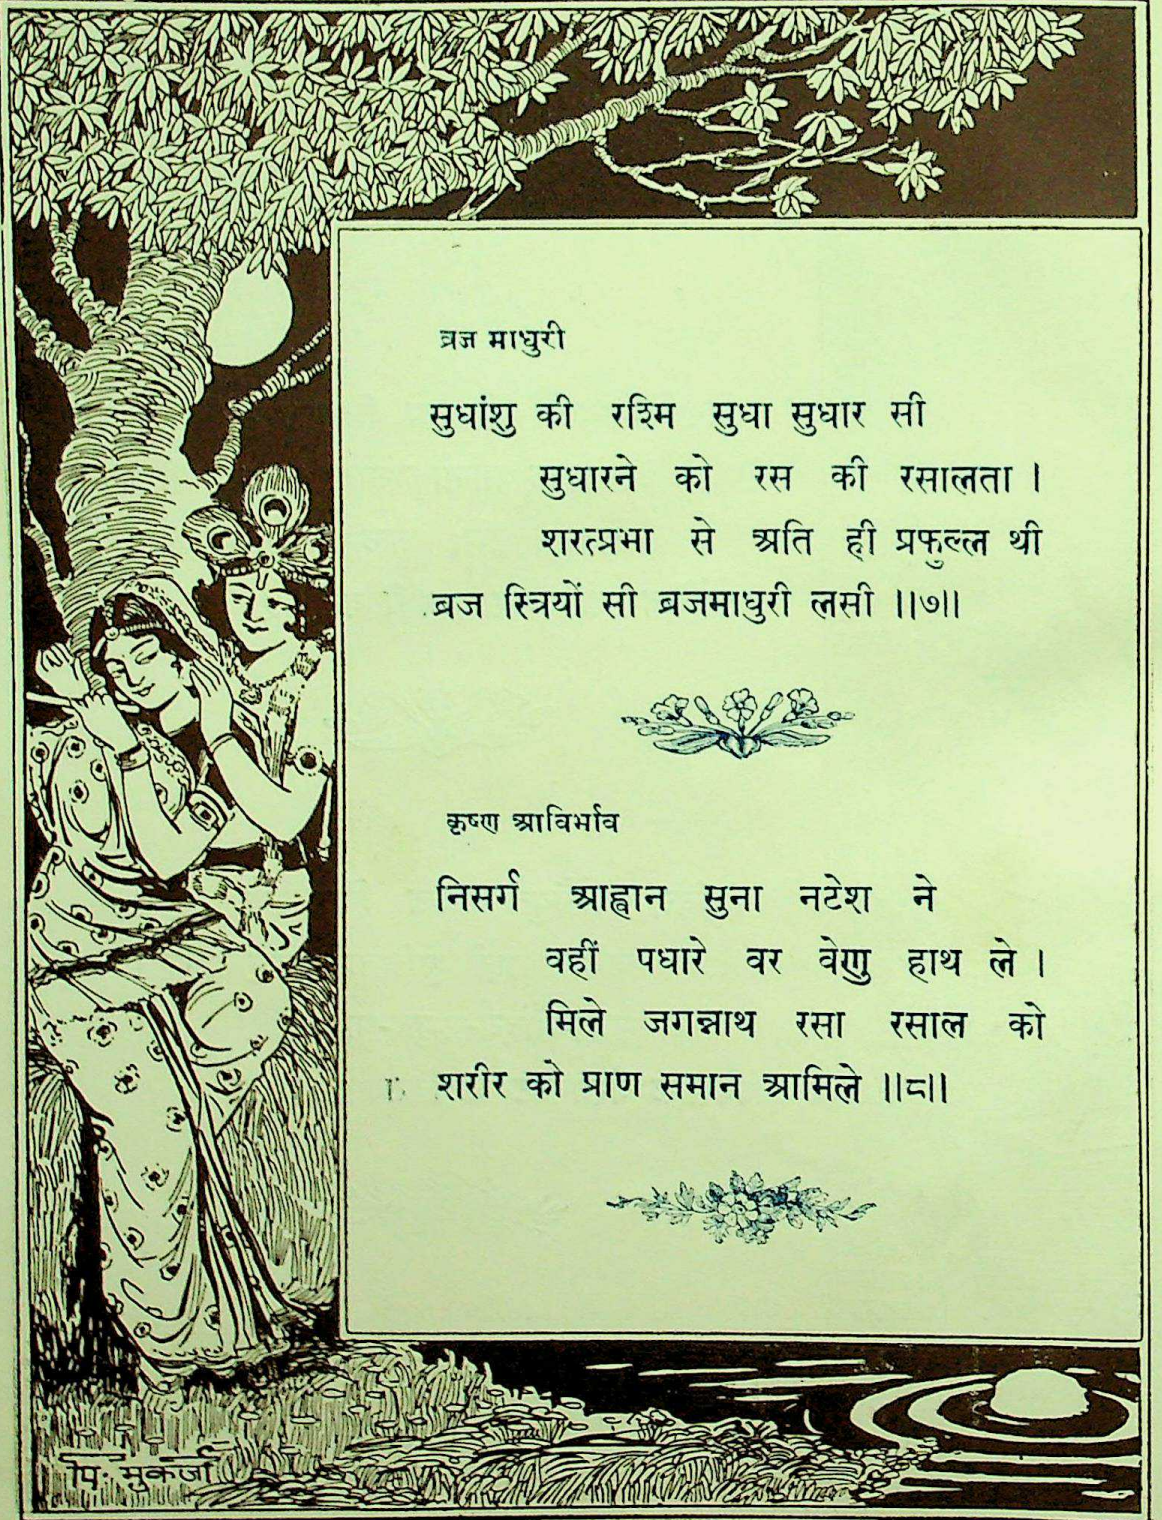 ब्रज माधुरी
सुधांशु की रश्मि सुधा सुधार सी
सुधारने को रस की रसालता ।
शरत्प्रभा से अति ही प्रफुल्ल थी
ब्रज स्त्रियों सी ब्रजमाधुरी लसी ॥७॥
कृष्ण आविर्भाव
निसर्ग आह्वान सुना नटेश ने
वहीं पधारे वर वेणु हाथ ले ।
मिले जगन्नाथ रसा रसाल को
शरीर को प्राण समान आमिले ॥८॥
पि. मुकर्जी